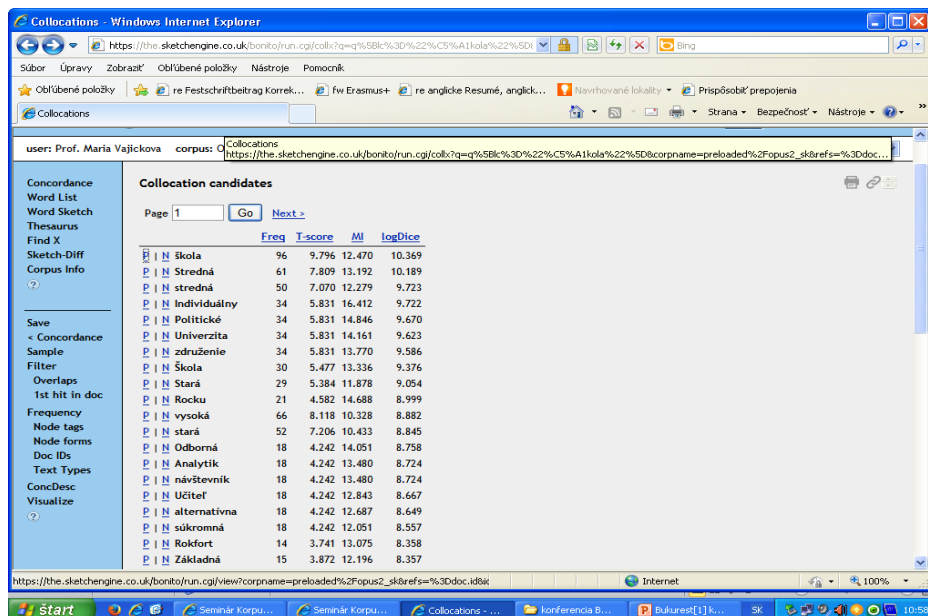 Collocations - Windows Internet Explorer
https://the.sketchengine.co.uk/bonito/run.cgi/collx?q=q%5Blc%3D%22%C5%A1kola%22%5D(
Bing
Súbor Úpravy Zobraziť Obľúbené položky Nástroje Pomocník
Obľúbené položky re Festschriftbeitrag Korrek... fw Erasmus+ re anglicke Resumé, anglick... Navrhované lokality Prispôsobiť prepojenia
Collocations Strana Bezpečnosť Nástroje »
user: Prof. Maria Vajickova corpus: O
Collocations
https://the.sketchengine.co.uk/bonito/run.cgi/collx?q=q%5Blc%3D%22%C5%A1kola%22%5D&corpname=preloaded%2Fopus2_sk&refs=%3Ddoc...
Concordance
Word List
Word Sketch
Thesaurus
Find X
Sketch-Diff
Corpus Info
?
Save
< Concordance
Sample
Filter
Overlaps
1st hit in doc
Frequency
Node tags
Node forms
Doc IDs
Text Types
ConcDesc
Visualize
?
Collocation candidates
Page 1 Go Next >
Freq T-score MI logDice
P | N škola 96 9.796 12.470 10.369
P | N Stredná 61 7.809 13.192 10.189
P | N stredná 50 7.070 12.279 9.723
P | N Individuálny 34 5.831 16.412 9.722
P | N Politické 34 5.831 14.846 9.670
P | N Univerzita 34 5.831 14.161 9.623
P | N združenie 34 5.831 13.770 9.586
P | N Škola 30 5.477 13.336 9.376
P | N Stará 29 5.384 11.878 9.054
P | N Rocku 21 4.582 14.688 8.999
P | N vysoká 66 8.118 10.328 8.882
P | N stará 52 7.206 10.433 8.845
P | N Odborná 18 4.242 14.051 8.758
P | N Analytik 18 4.242 13.480 8.724
P | N návštevník 18 4.242 13.480 8.724
P | N Učiteľ 18 4.242 12.843 8.667
P | N alternatívna 18 4.242 12.687 8.649
P | N súkromná 18 4.242 12.051 8.557
P | N Rokfort 14 3.741 13.075 8.358
P | N Základná 15 3.872 12.196 8.357
https://the.sketchengine.co.uk/bonito/run.cgi/view?corpname=preloaded%2Fopus2_sk&refs=%3Ddoc.id&ic Internet 100%
štart Seminár Korpu... Seminár Korpu... Collocations - ... konferencia B... Bukurest[1] k... SK 10:58